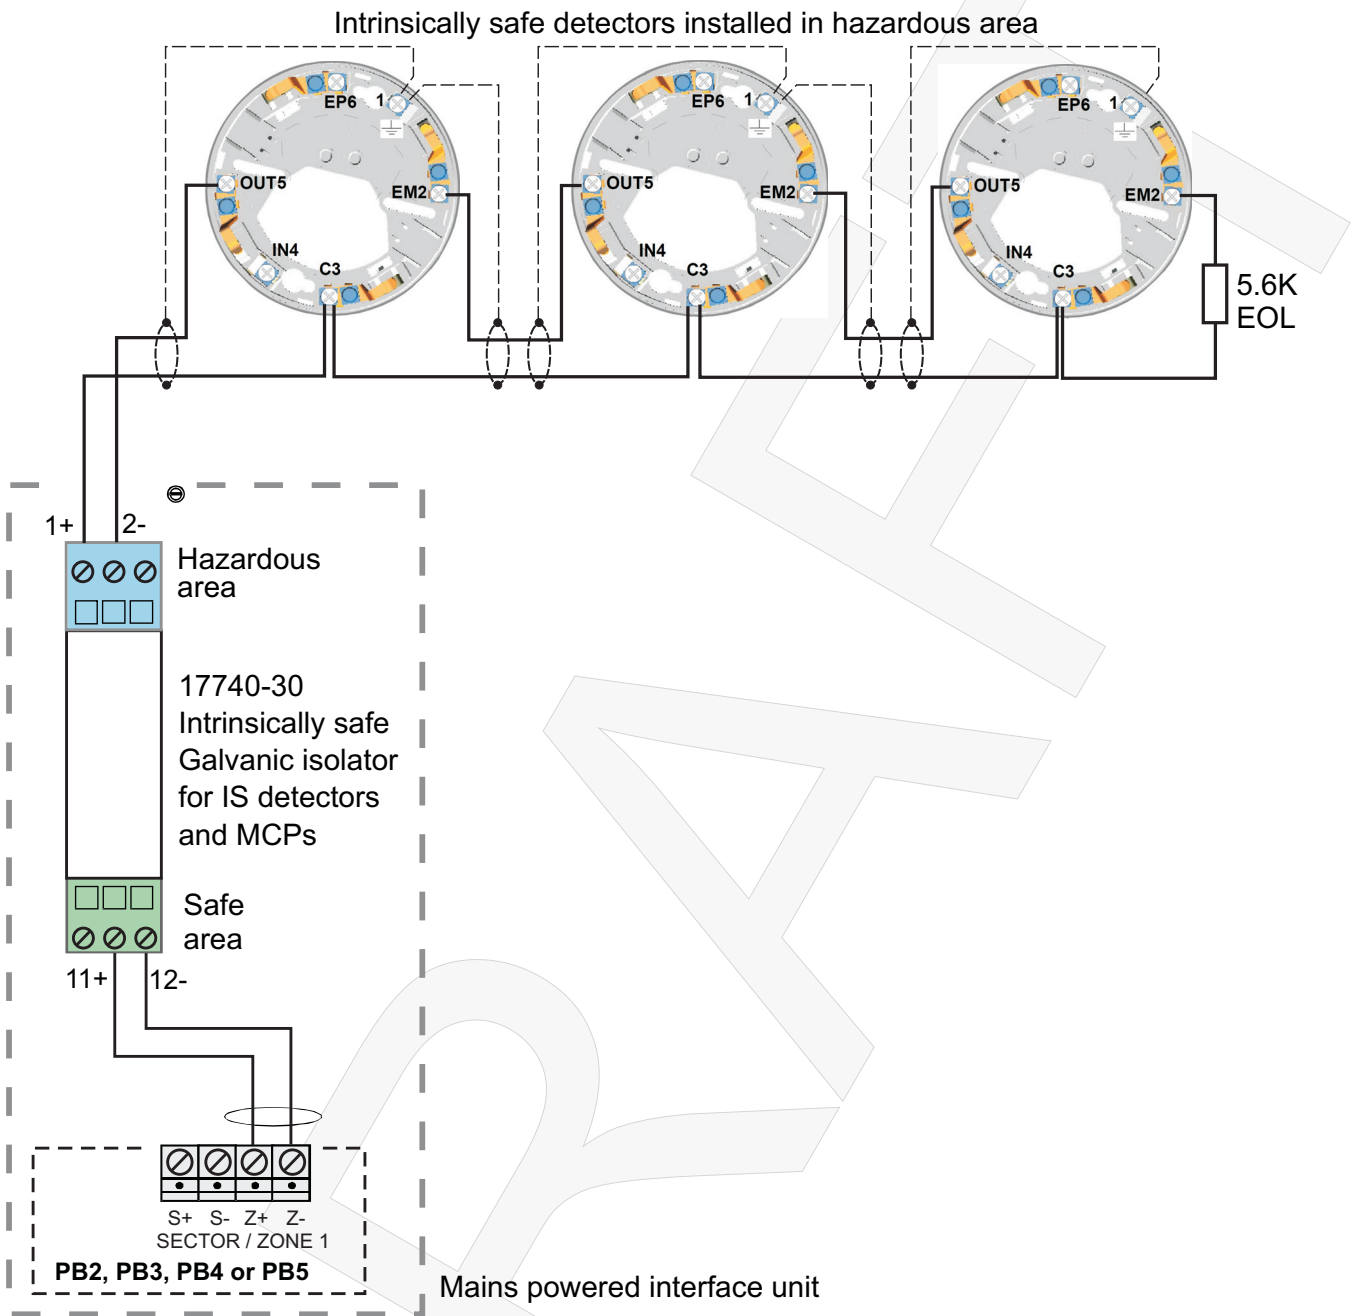 Intrinsically safe detectors installed in hazardous area
EP6
1
OUT5
EM2
IN4
C3
EP6
1
OUT5
EM2
IN4
C3
EP6
1
OUT5
EM2
IN4
C3
5.6K
EOL
1+
2-
Hazardous
area
17740-30
Intrinsically safe
Galvanic isolator
for IS detectors
and MCPs
Safe
area
11+
12-
S+ S- Z+ Z-
SECTOR / ZONE 1
PB2, PB3, PB4 or PB5
Mains powered interface unit
DRAFT